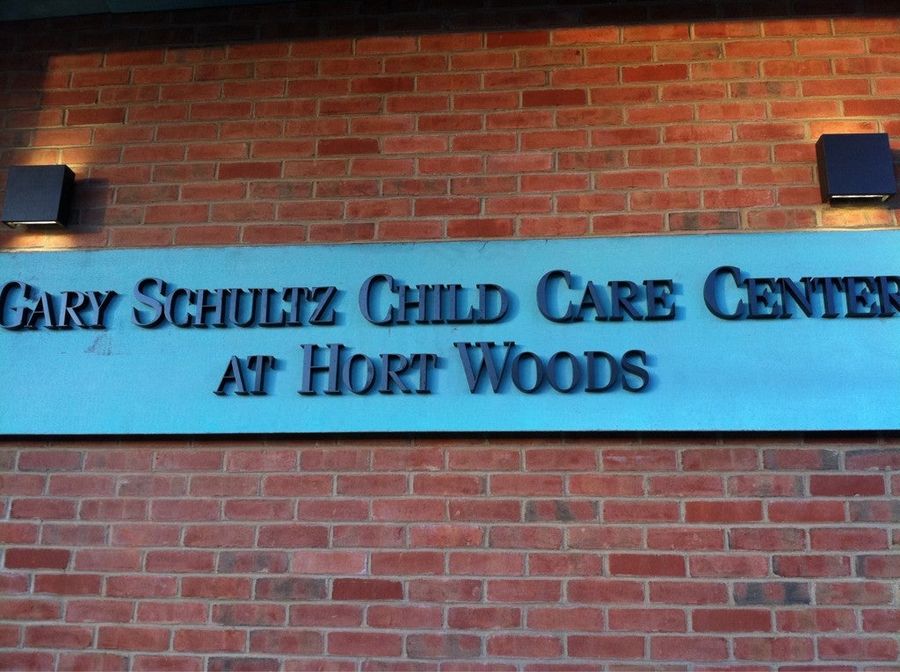 Gary Schultz Child Care Center
at Hort Woods